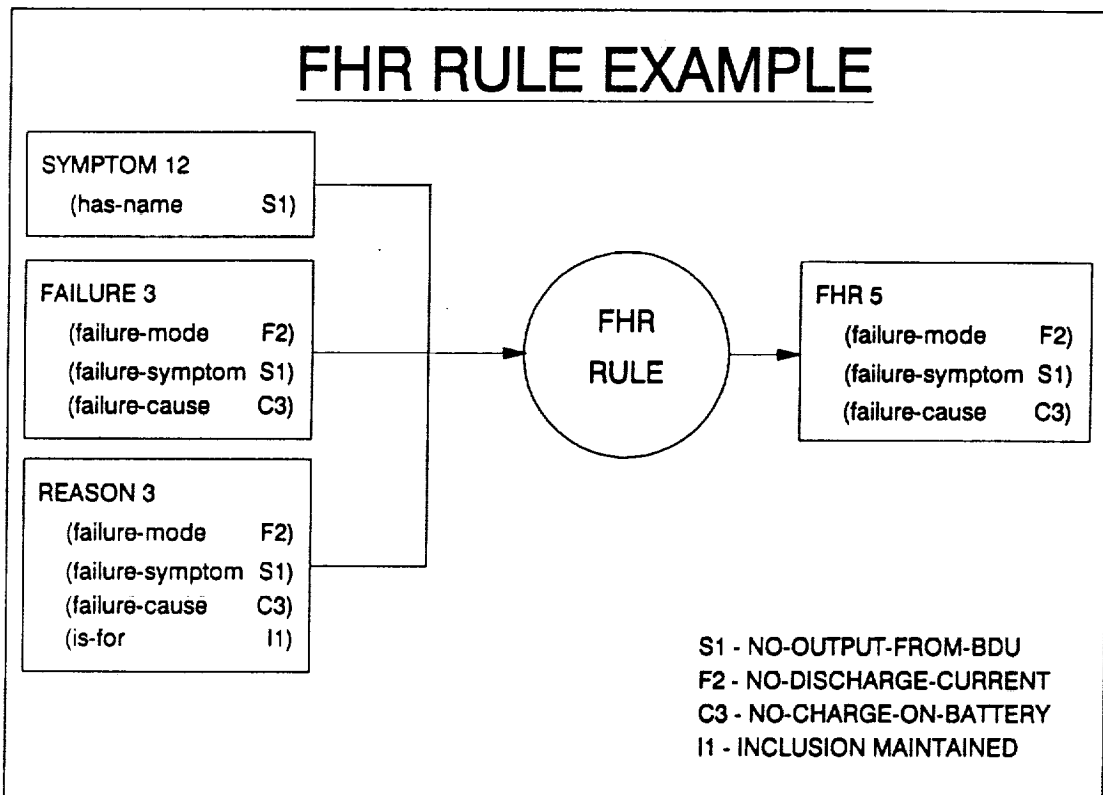 FHR RULE EXAMPLE
SYMPTOM 12
(has-name S1)
FAILURE 3
(failure-mode F2)
(failure-symptom S1)
(failure-cause C3)
REASON 3
(failure-mode F2)
(failure-symptom S1)
(failure-cause C3)
(is-for I1)
FHR
RULE
FHR 5
(failure-mode F2)
(failure-symptom S1)
(failure-cause C3)
S1 - NO-OUTPUT-FROM-BDU
F2 - NO-DISCHARGE-CURRENT
C3 - NO-CHARGE-ON-BATTERY
I1 - INCLUSION MAINTAINED